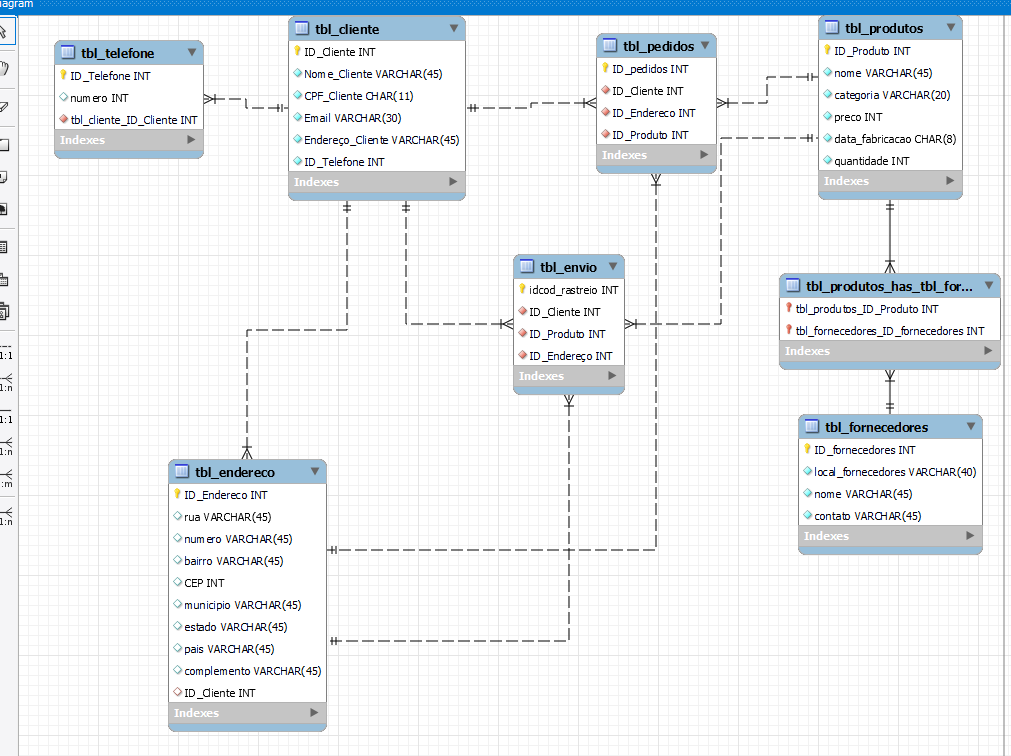 iagram
tbl_telefone
ID_Telefone INT
numero INT
tbl_cliente_ID_Cliente INT
Indexes
tbl_cliente
ID_Cliente INT
Nome_Cliente VARCHAR(45)
CPF_Cliente CHAR(11)
Email VARCHAR(30)
Endereço_Cliente VARCHAR(45)
ID_Telefone INT
Indexes
tbl_pedidos
ID_pedidos INT
ID_Cliente INT
ID_Endereco INT
ID_Produto INT
Indexes
tbl_produtos
ID_Produto INT
nome VARCHAR(45)
categoria VARCHAR(20)
preco INT
data_fabricacao CHAR(8)
quantidade INT
Indexes
tbl_envio
idcod_rastreio INT
ID_Cliente INT
ID_Produto INT
ID_Endereço INT
Indexes
tbl_produtos_has_tbl_for...
tbl_produtos_ID_Produto INT
tbl_fornecedores_ID_fornecedores INT
Indexes
tbl_fornecedores
ID_fornecedores INT
local_fornecedores VARCHAR(40)
nome VARCHAR(45)
contato VARCHAR(45)
Indexes
tbl_endereco
ID_Endereco INT
rua VARCHAR(45)
numero VARCHAR(45)
bairro VARCHAR(45)
CEP INT
municipio VARCHAR(45)
estado VARCHAR(45)
pais VARCHAR(45)
complemento VARCHAR(45)
ID_Cliente INT
Indexes
1:1
1:n
1:1
1:n
:m
1:n